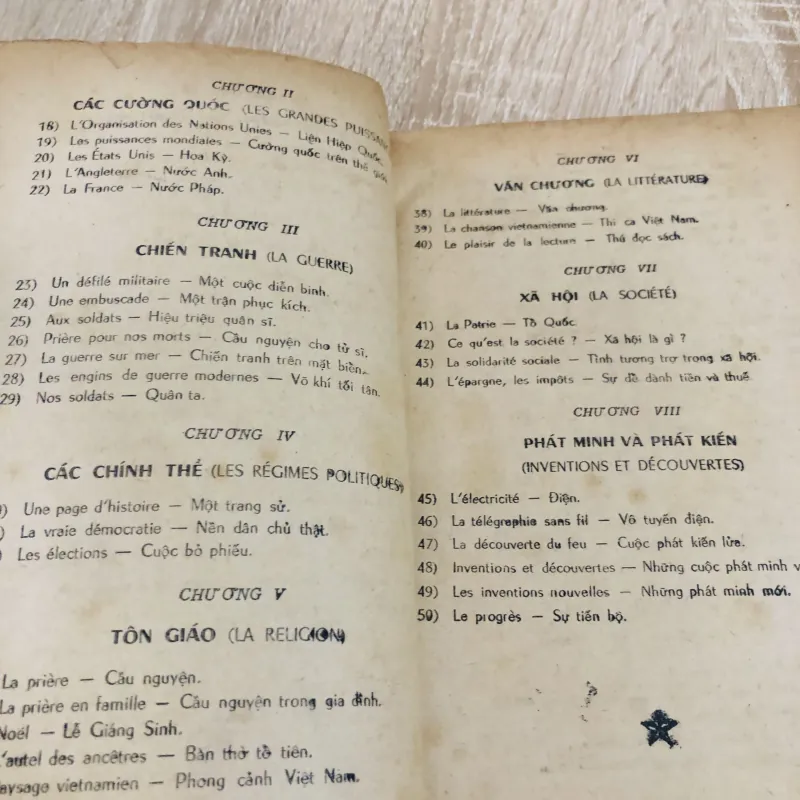 CHƯƠNG II
CÁC CƯỜNG QUỐC (LES GRANDES PUISSAN
18) L'Organisation des Nations Unies — Liên Hiệp Quốc.
19) Les puissances mondiales — Cường quốc trên thế giới.
20) Les États Unis — Hoa Kỳ.
21) L'Angleterre — Nước Anh.
22) La France — Nước Pháp.
CHƯƠNG III
CHIẾN TRANH (LA GUERRE)
23) Un défilé militaire — Một cuộc diễn binh.
24) Une embuscade — Một trận phục kích.
25) Aux soldats — Hiệu triệu quân sĩ.
26) Prière pour nos morts — Cầu nguyện cho tử sĩ.
27) La guerre sur mer — Chiến tranh trên mặt biển.
28) Les engins de guerre modernes — Võ khí tối tân.
29) Nos soldats — Quân ta.
CHƯƠNG IV
CÁC CHÍNH THỂ (LES RÉGIMES POLITIQUES)
) Une page d'histoire — Một trang sử.
) La vraie démocratie — Nền dân chủ thật.
) Les élections — Cuộc bỏ phiếu.
CHƯƠNG V
TÔN GIÁO (LA RELIGION)
La prière — Cầu nguyện.
La prière en famille — Cầu nguyện trong gia đình.
Noël — Lễ Giáng Sinh.
L'autel des ancêtres — Bàn thờ tổ tiên.
aysage vietnamien — Phong cảnh Việt Nam.
CHƯƠNG VI
VĂN CHƯƠNG (LA LITTÉRATURE)
38) La littérature — Văn chương.
39) La chanson vietnamienne — Thi ca Việt Nam.
40) Le plaisir de la lecture — Thú đọc sách.
CHƯƠNG VII
XÃ HỘI (LA SOCIÉTÉ)
41) La Patrie — Tổ Quốc.
42) Ce qu'est la société ? — Xã hội là gì ?
43) La solidarité sociale — Tình tương trợ trong xã hội.
44) L'épargne, les impôts — Sự để dành tiền và thuế.
CHƯƠNG VIII
PHÁT MINH VÀ PHÁT KIẾN
(INVENTIONS ET DÉCOUVERTES)
45) L'électricité — Điện.
46) La télégraphie sans fil — Vô tuyến điện.
47) La découverte du feu — Cuộc phát kiến lửa.
48) Inventions et découvertes — Những cuộc phát minh v
49) Les inventions nouvelles — Những phát minh mới.
50) Le progrès — Sự tiến bộ.